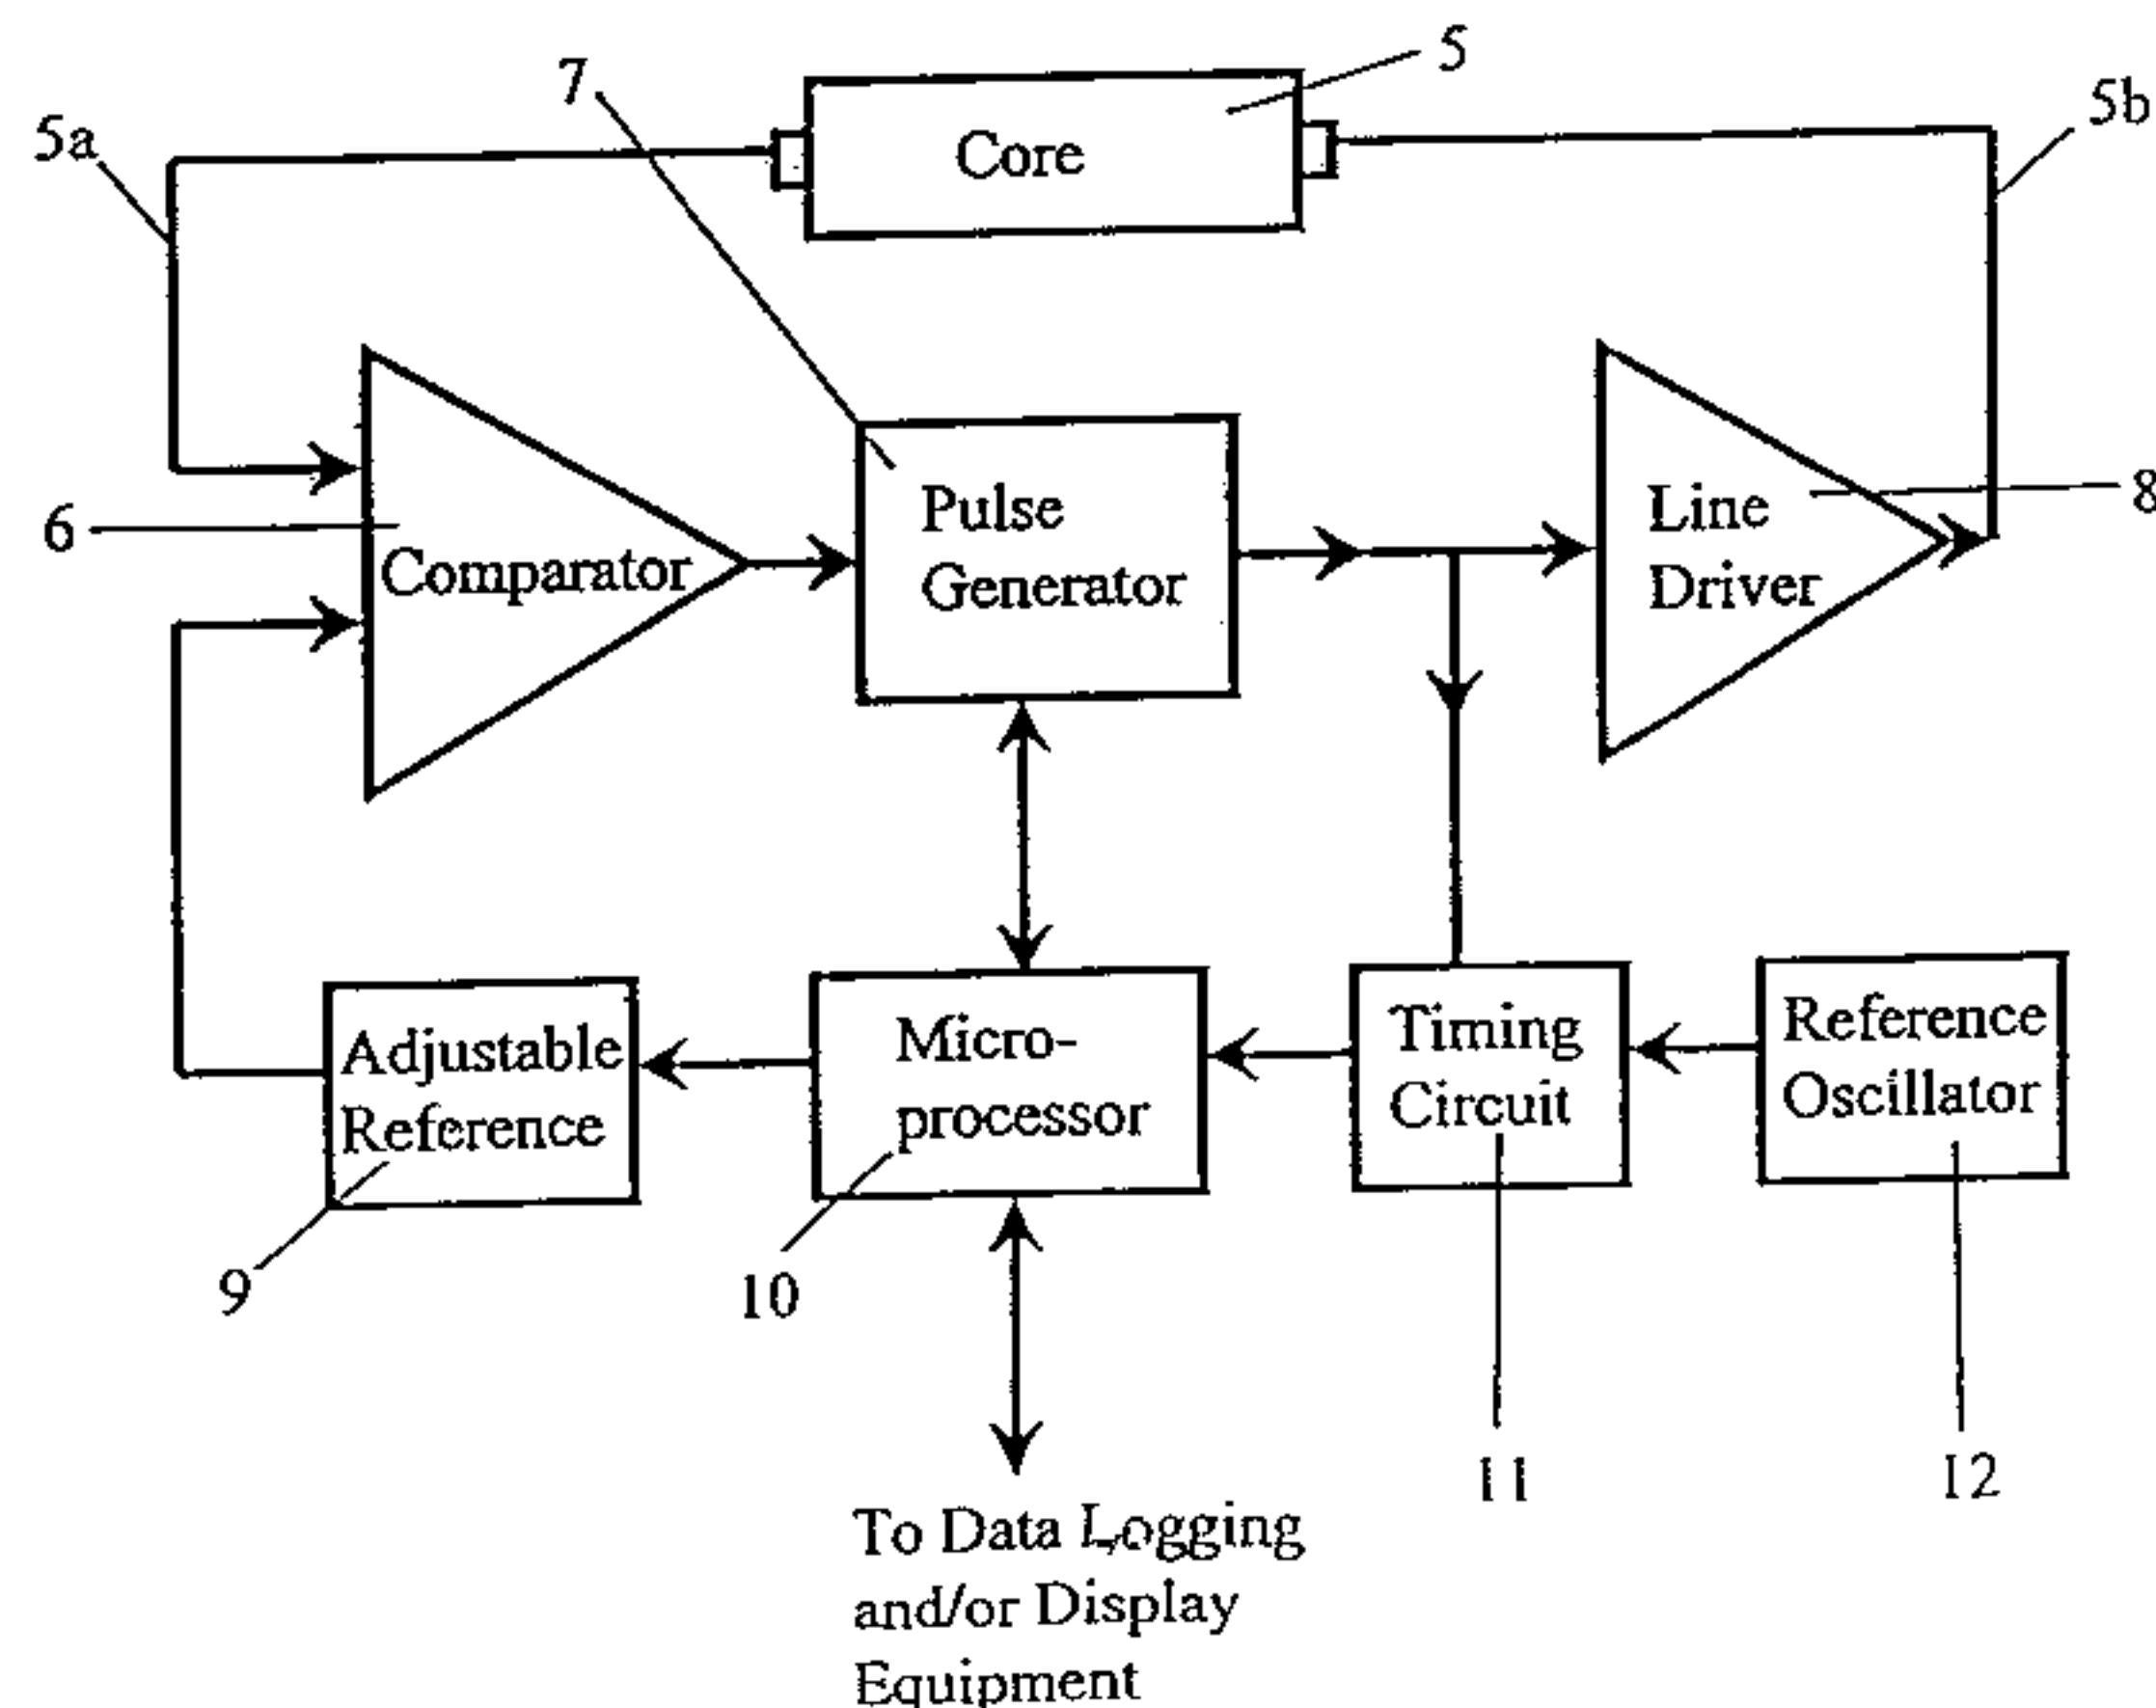 5
7
5a
5b
Core
6
Comparator
Pulse
Generator
Line
Driver
8
Adjustable
Reference
Micro-
processor
Timing
Circuit
Reference
Oscillator
9
10
11
12
To Data Logging
and/or Display
Equipment